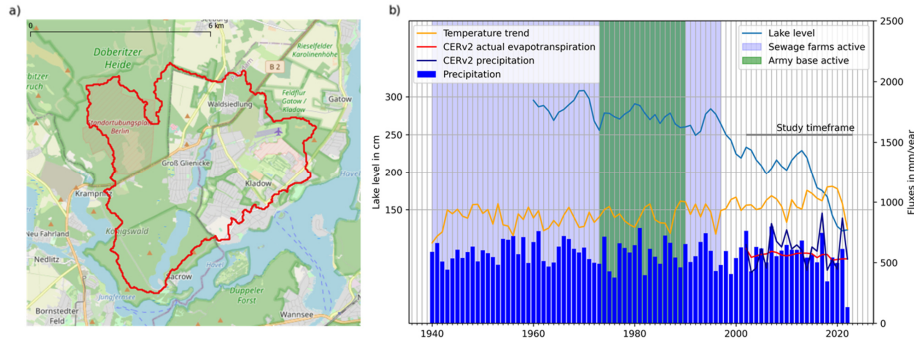 a)
0
6 km
Doberitzer
Heide
Rieselfelder
Karolinenhöhe
B 2
Waldsiedlung
Feldflur
Gatow /
Kladow
Gatow
Standortübungsplatz
Berlin
Groß Glienicke
Kladow
Krampnitz
Königswald
Neu Fahrland
Nedlitz
Sacrow
Havel
Jungfernsee
Düppeler
Forst
Bornstedter
Feld
Wannsee
b)
Temperature trend
CERv2 actual evapotranspiration
CERv2 precipitation
Precipitation
Lake level
Sewage farms active
Army base active
Study timeframe
Lake level in cm
300
250
200
150
Fluxes in mm/year
2500
2000
1500
1000
500
0
1940
1960
1980
2000
2020